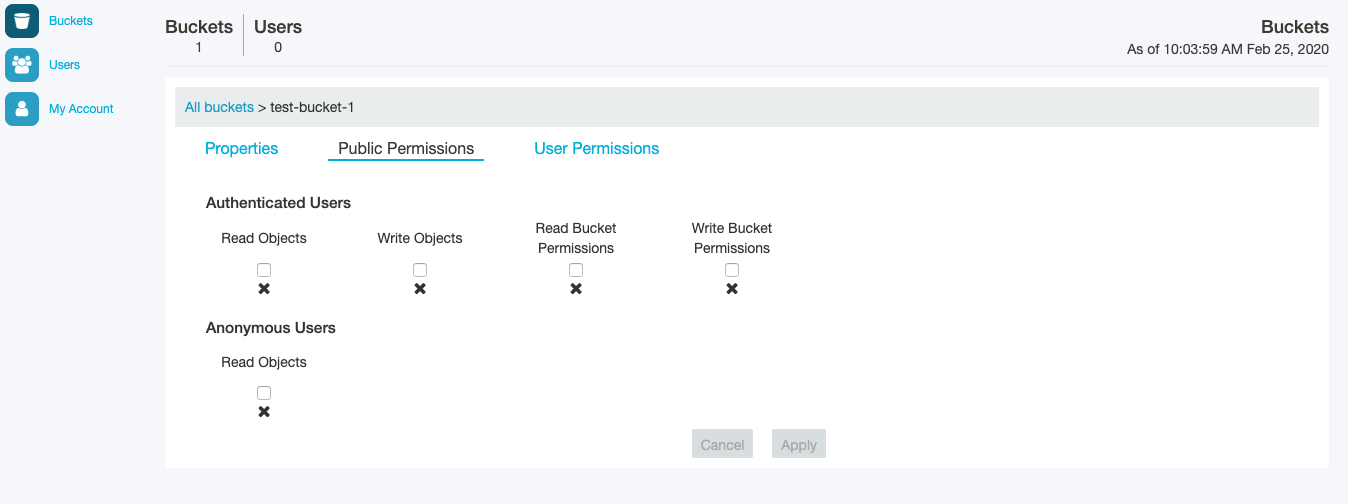 Buckets
Users
My Account
Buckets Users
1 0
Buckets
As of 10:03:59 AM Feb 25, 2020
All buckets > test-bucket-1
Properties Public Permissions User Permissions
Authenticated Users
Read Objects
Write Objects
Read Bucket
Permissions
Write Bucket
Permissions
Anonymous Users
Read Objects
Cancel Apply